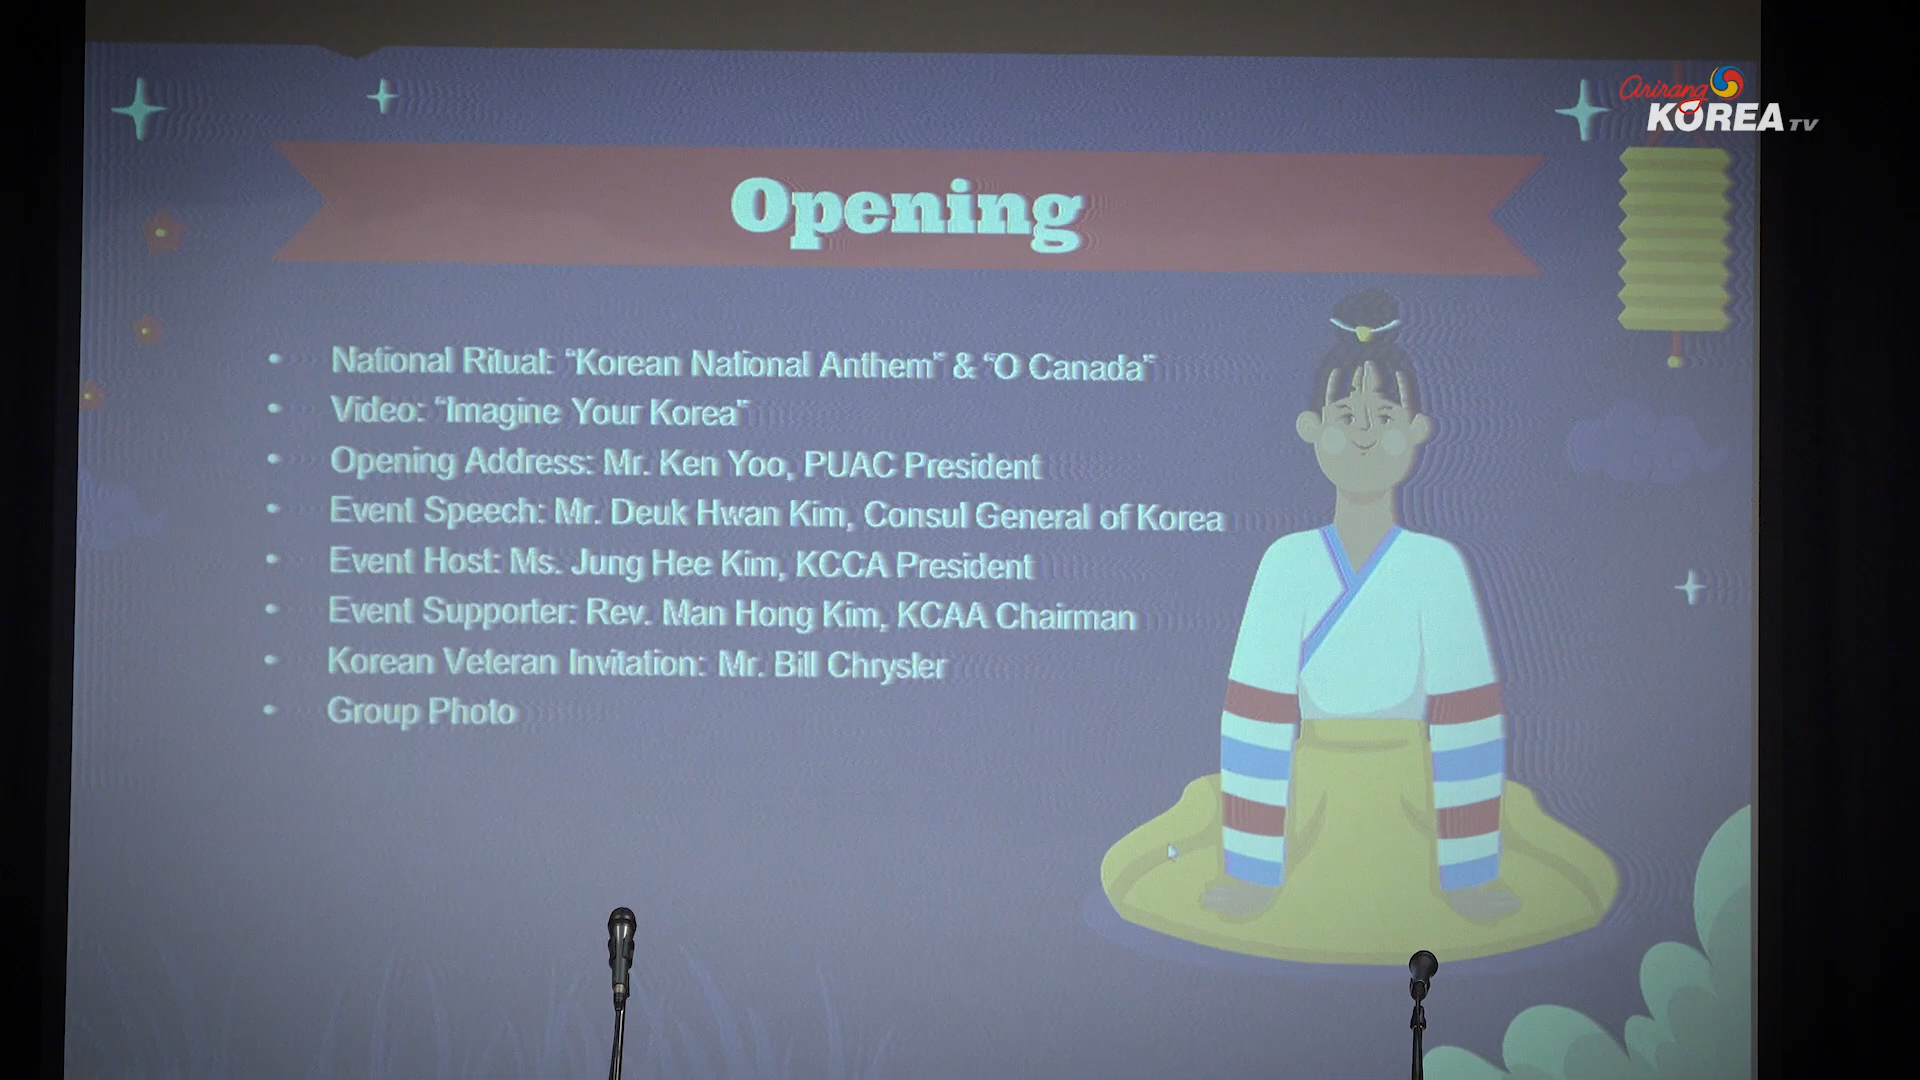 Arirang
KOREA TV
Opening
• National Ritual: “Korean National Anthem” & “O Canada”
• Video: “Imagine Your Korea”
• Opening Address: Mr. Ken Yoo, PUAC President
• Event Speech: Mr. Deuk Hwan Kim, Consul General of Korea
• Event Host: Ms. Jung Hee Kim, KCCA President
• Event Supporter: Rev. Man Hong Kim, KCAA Chairman
• Korean Veteran Invitation: Mr. Bill Chrysler
• Group Photo